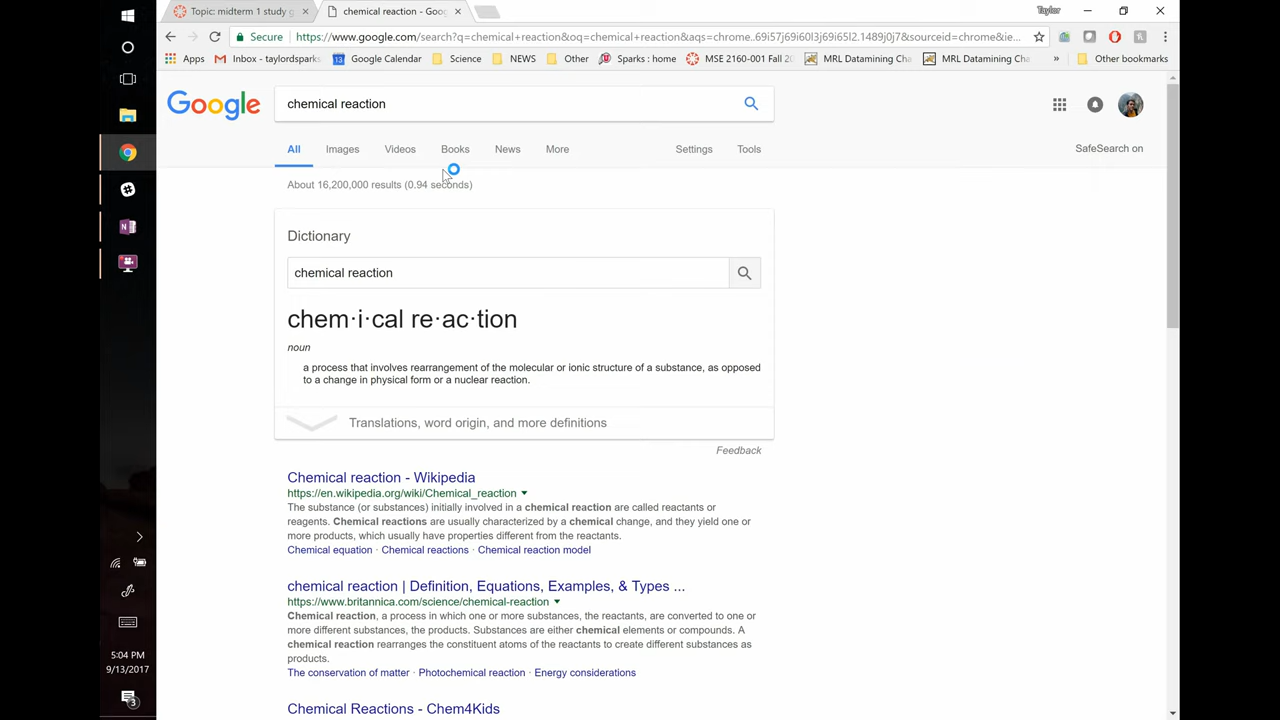 Topic: midterm 1 study g
chemical reaction - Goog
Taylor
Secure
https://www.google.com/search?q=chemical+reaction&oq=chemical+reaction&aqs=chrome..69i57j69i60l3j69i65l2.1489j0j7&sourceid=chrome&ie...
Apps
Inbox - taylordsparks
Google Calendar
Science
NEWS
Other
Sparks : home
MSE 2160-001 Fall 20
MRL Datamining Cha
MRL Datamining Cha
»
Other bookmarks
Google
chemical reaction
All
Images
Videos
Books
News
More
Settings
Tools
SafeSearch on
About 16,200,000 results (0.94 seconds)
Dictionary
chemical reaction
chem·i·cal re·ac·tion
noun
a process that involves rearrangement of the molecular or ionic structure of a substance, as opposed
to a change in physical form or a nuclear reaction.
Translations, word origin, and more definitions
Feedback
Chemical reaction - Wikipedia
https://en.wikipedia.org/wiki/Chemical_reaction
The substance (or substances) initially involved in a chemical reaction are called reactants or
reagents. Chemical reactions are usually characterized by a chemical change, and they yield one or
more products, which usually have properties different from the reactants.
Chemical equation · Chemical reactions · Chemical reaction model
chemical reaction | Definition, Equations, Examples, & Types ...
https://www.britannica.com/science/chemical-reaction
Chemical reaction, a process in which one or more substances, the reactants, are converted to one or
more different substances, the products. Substances are either chemical elements or compounds. A
chemical reaction rearranges the constituent atoms of the reactants to create different substances as
products.
The conservation of matter · Photochemical reaction · Energy considerations
Chemical Reactions - Chem4Kids
5:04 PM
9/13/2017
3